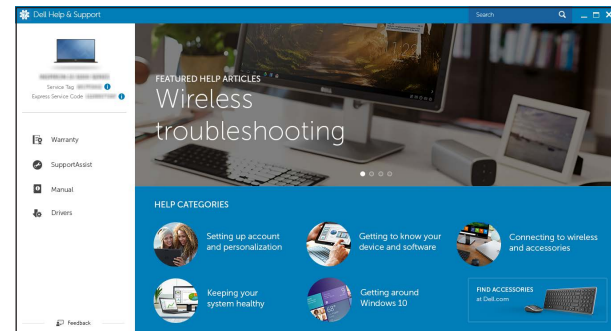 Dell Help & Support
Search
Service Tag
Express Service Code
Warranty
SupportAssist
Manual
Drivers
Feedback
FEATURED HELP ARTICLES
Wireless
troubleshooting
HELP CATEGORIES
Setting up account
and personalization
Getting to know your
device and software
Connecting to wireless
and accessories
Keeping your
system healthy
Getting around
Windows 10
FIND ACCESSORIES
at Dell.com